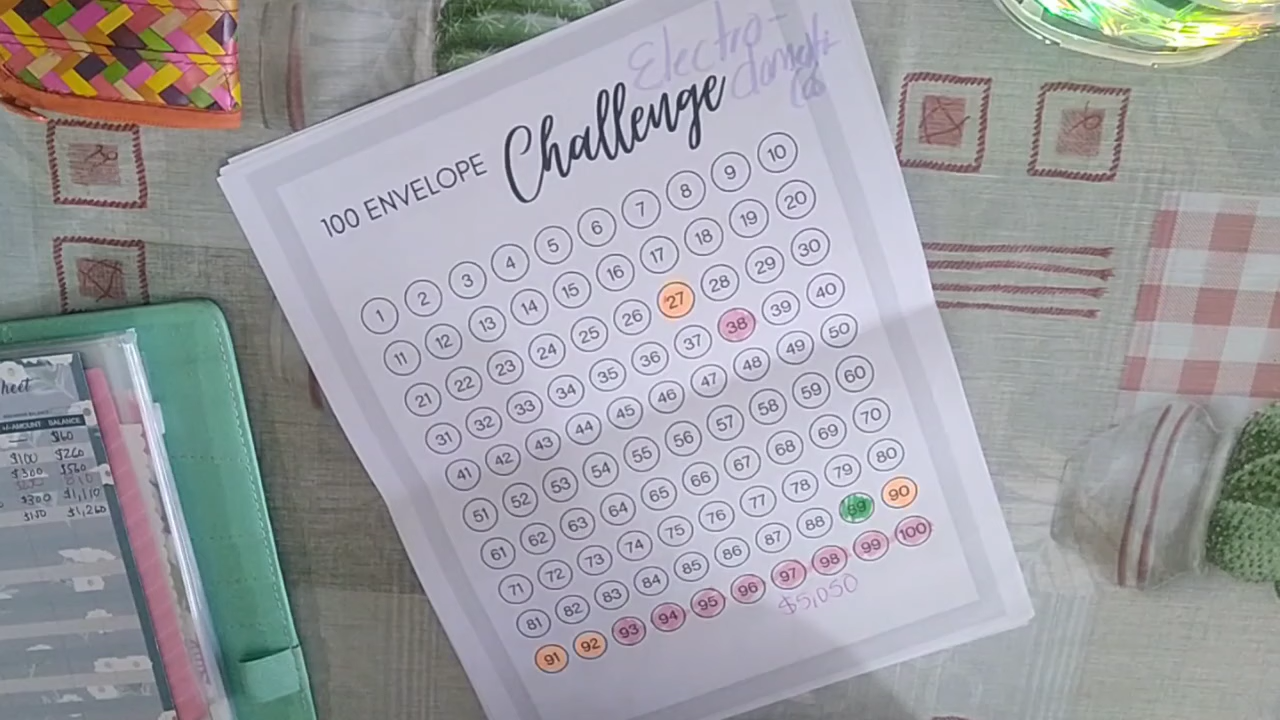 Electro-
100 ENVELOPE Challenge
1 2 3 4 5 6 7 8 9 10
11 12 13 14 15 16 17 18 19 20
21 22 23 24 25 26 27 28 29 30
31 32 33 34 35 36 37 38 39 40
41 42 43 44 45 46 47 48 49 50
51 52 53 54 55 56 57 58 59 60
61 62 63 64 65 66 67 68 69 70
71 72 73 74 75 76 77 78 79 80
81 82 83 84 85 86 87 88 89 90
91 92 93 94 95 96 97 98 99 100
$5,050
heet
+/-AMOUNT BALANCE
$160
$100 $260
$300 $560
$300 $1,110
$150 $1,260